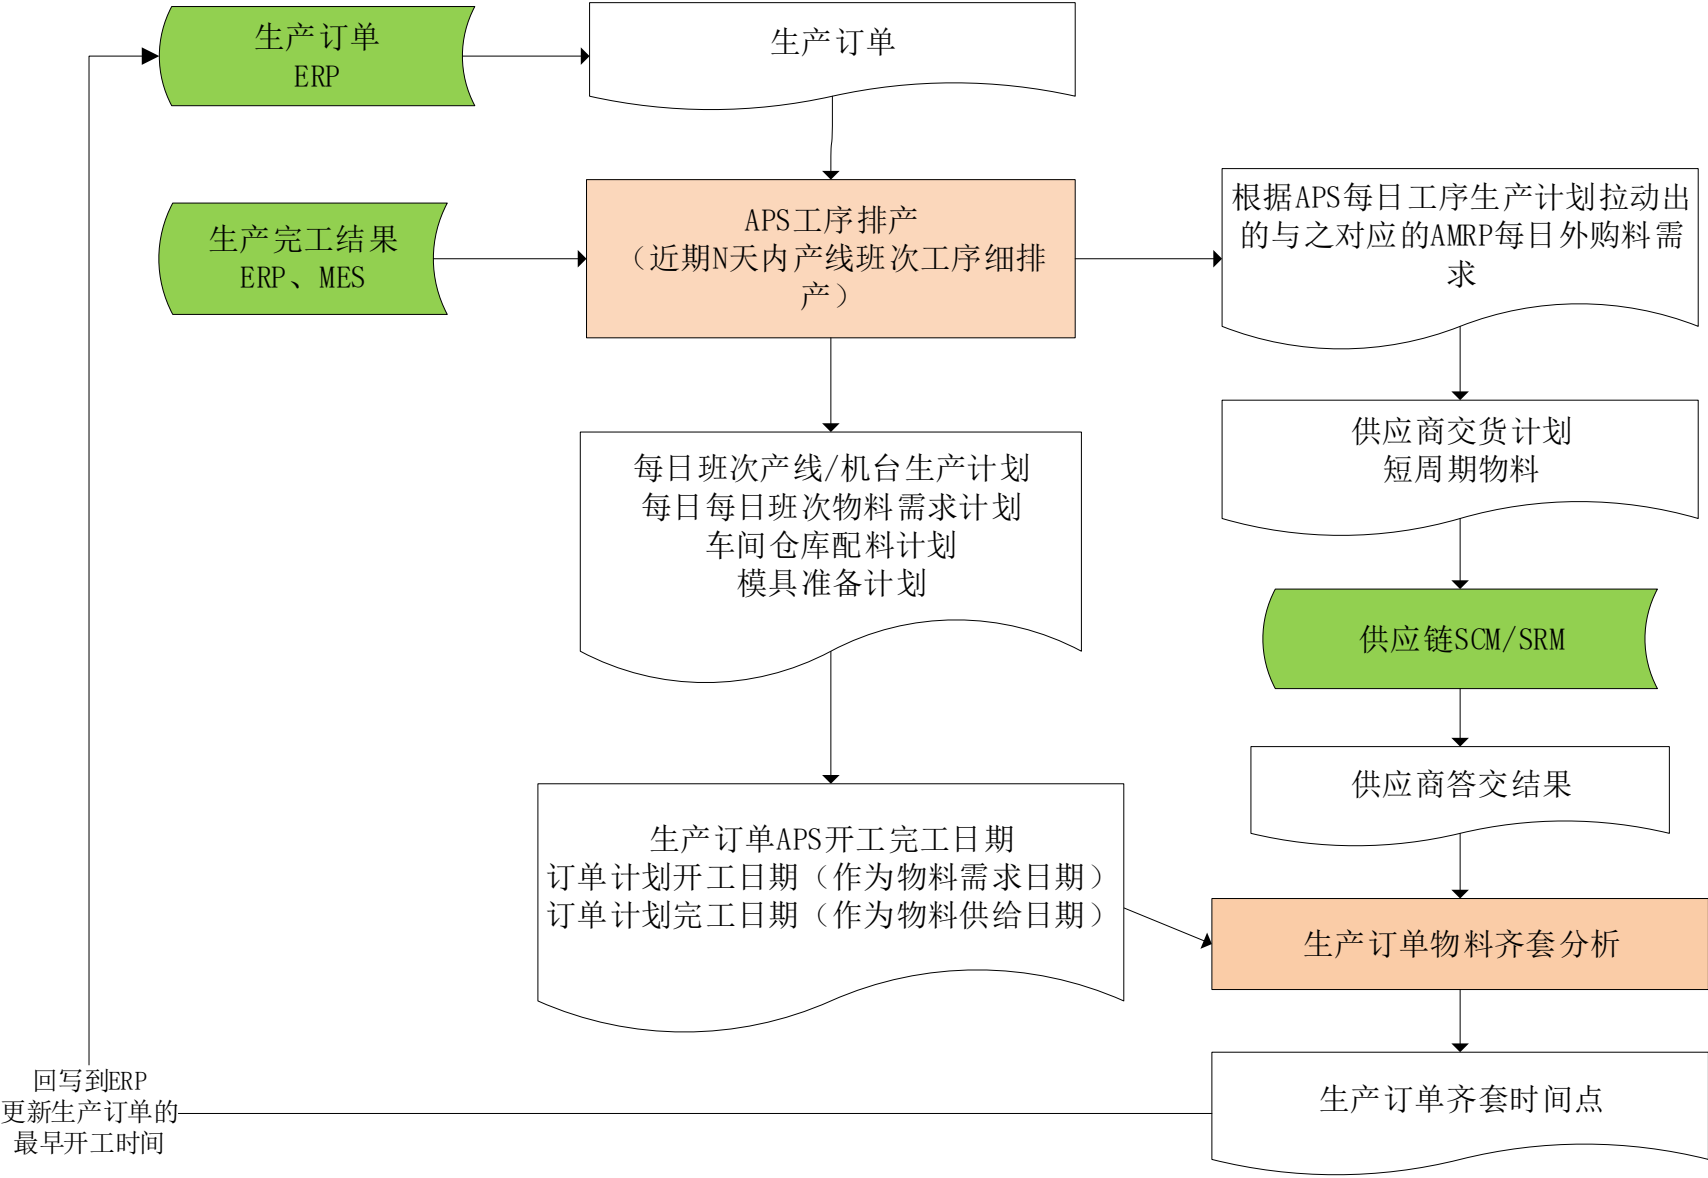 生产订单
ERP
生产订单
生产完工结果
ERP、MES
APS工序排产
（近期N天内产线班次工序细排
产）
根据APS每日工序生产计划拉动出
的与之对应的AMRP每日外购料需
求
每日班次产线/机台生产计划
每日每日班次物料需求计划
车间仓库配料计划
模具准备计划
供应商交货计划
短周期物料
供应链SCM/SRM
供应商答交结果
生产订单APS开工完工日期
订单计划开工日期（作为物料需求日期）
订单计划完工日期（作为物料供给日期）
生产订单物料齐套分析
生产订单齐套时间点
回写到ERP
更新生产订单的
最早开工时间